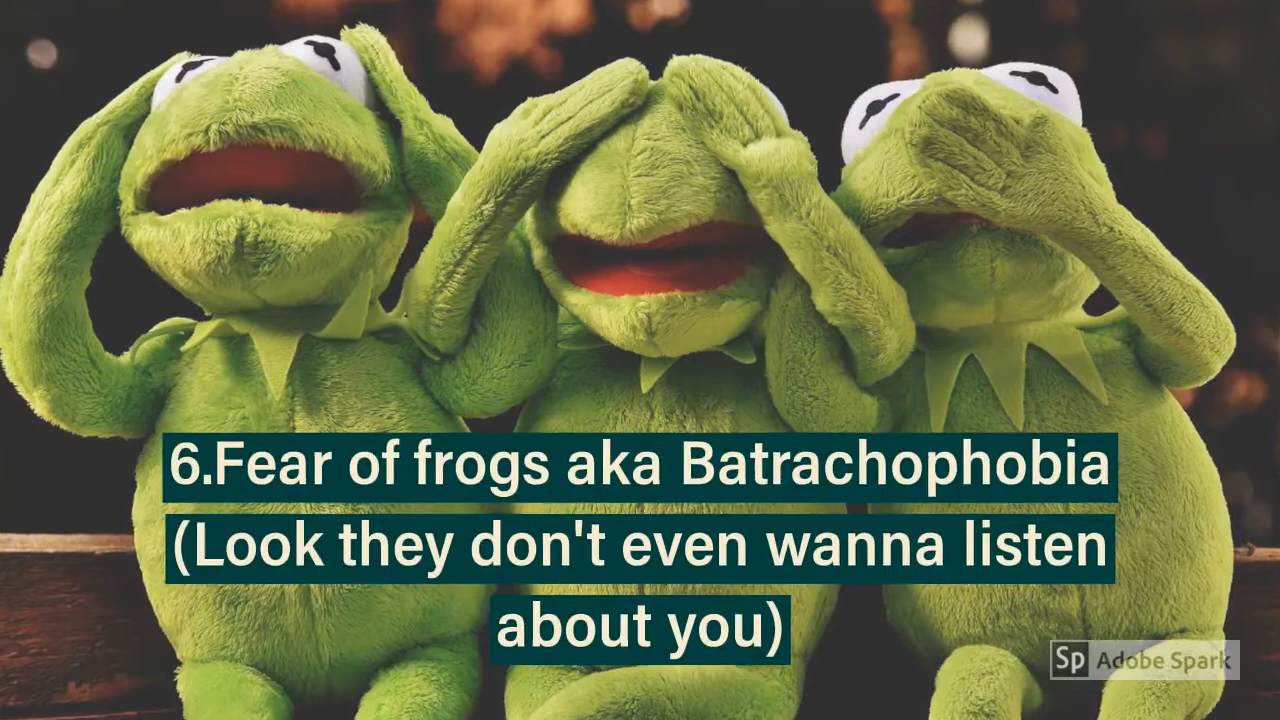 6.Fear of frogs aka Batrachophobia
(Look they don't even wanna listen
about you)
Sp Adobe Spark